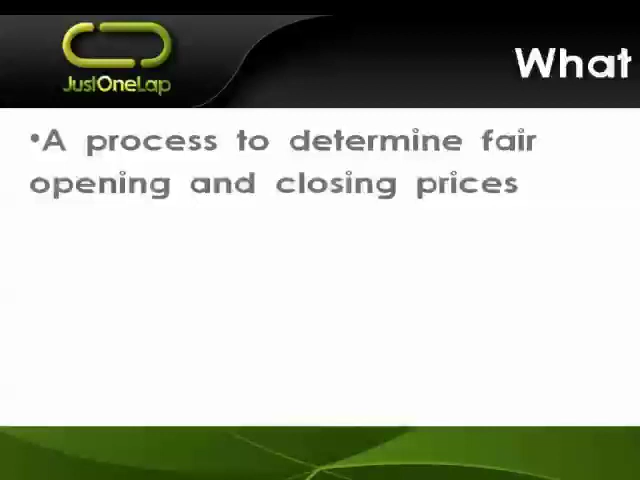 JustOneLap
What
•A process to determine fair
opening and closing prices